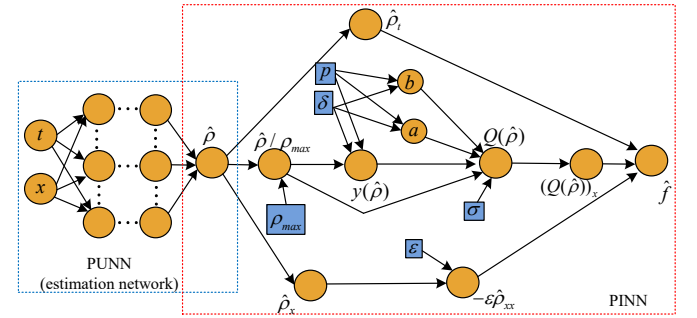 t
x
PUNN
(estimation network)
ρ̂
ρ̂_t
p
δ
b
a
ρ̂ / ρ_max
ρ_max
y(ρ̂)
Q(ρ̂)
σ
(Q(ρ̂))_x
f̂
ε
ρ̂_x
−ερ̂_xx
PINN